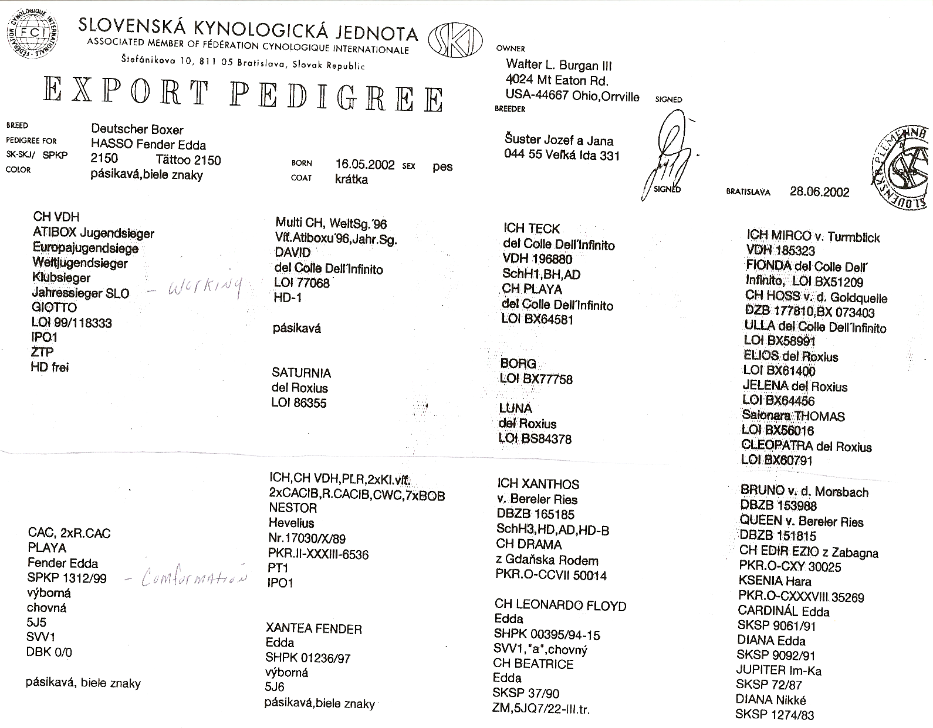 SLOVENSKÁ KYNOLOGICKÁ JEDNOTA
ASSOCIATED MEMBER OF FÉDÉRATION CYNOLOGIQUE INTERNATIONALE
Štefánikova 10, 811 05 Bratislava, Slovak Republic
FCI
EXPORT PEDIGREE
OWNER
Walter L. Burgan III
4024 Mt Eaton Rd.
USA-44667 Ohio,Orrville
SIGNED
BREEDER
Šuster Jozef a Jana
044 55 Veľká Ida 331
SIGNED
BREED Deutscher Boxer
PEDIGREE FOR HASSO Fender Edda
SK-SKJ/ SPKP 2150 Tättoo 2150
COLOR pásikavá,biele znaky
BORN 16.05.2002 SEX pes
COAT krátka
BRATISLAVA 28.06.2002
CH VDH
ATIBOX Jugendsieger
Europajugendsiege
Weltjugendsieger
Klubsieger
Jahressieger SLO - WORKING
GIOTTO
LOI 99/118333
IPO1
ZTP
HD frei
Multi CH, WeltSg.´96
Víť.Atiboxu´96,Jahr.Sg.
DAVID
del Colle Dell´Infinito
LOI 77068
HD-1
pásikavá
SATURNIA
del Roxius
LOI 86355
ICH TECK
del Colle Dell´Infinito
VDH 196880
SchH1,BH,AD
CH PLAYA
del Colle Dell´Infinito
LOI BX64581
BORG
LOI BX77758
LUNA
del Roxius
LOI BS84378
ICH MIRCO v. Turmblick
VDH 185323
FIONDA del Colle Dell´
Infinito, LOI BX51209
CH HOSS v. d. Goldquelle
DZB 177810,BX 073403
ULLA del Colle Dell´Infinito
LOI BX58991
ELIOS del Roxius
LOI BX61400
JELENA del Roxius
LOI BX64456
Saionara THOMAS
LOI BX56016
CLEOPATRA del Roxius
LOI BX60791
CAC, 2xR.CAC
PLAYA
Fender Edda
SPKP 1312/99 - Comformation
výborná
chovná
5J5
SVV1
DBK 0/0
pásikavá, biele znaky
ICH,CH VDH,PLR,2xKl.víť.
2xCACIB,R.CACIB,CWC,7xBOB
NESTOR
Hevelius
Nr.17030/X/89
PKR.II-XXXIII-6536
PT1
IPO1
XANTEA FENDER
Edda
SHPK 01236/97
výborná
5J6
pásikavá,biele znaky
ICH XANTHOS
v. Bereler Ries
DBZB 165185
SchH3,HD,AD,HD-B
CH DRAMA
z Gdańska Rodem
PKR.O-CCVII 50014
CH LEONARDO FLOYD
Edda
SHPK 00395/94-15
SVV1,"a",chovný
CH BEATRICE
Edda
SKSP 37/90
ZM,5JQ7/22-III.tr.
BRUNO v. d. Morsbach
DBZB 153988
QUEEN v. Bereler Ries
DBZB 151815
CH EDIR EZIO z Zabagna
PKR.O-CXY 30025
KSENIA Hara
PKR.O-CXXXVIII 35269
CARDINÁL Edda
SKSP 9061/91
DIANA Edda
SKSP 9092/91
JUPITER Im-Ka
SKSP 72/87
DIANA Nikké
SKSP 1274/83